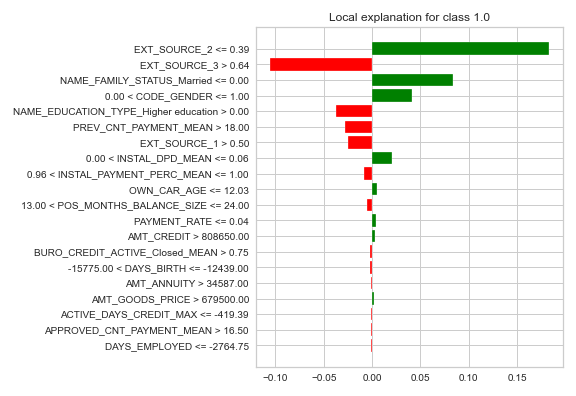 Local explanation for class 1.0
EXT_SOURCE_2 <= 0.39
EXT_SOURCE_3 > 0.64
NAME_FAMILY_STATUS_Married <= 0.00
0.00 < CODE_GENDER <= 1.00
NAME_EDUCATION_TYPE_Higher education > 0.00
PREV_CNT_PAYMENT_MEAN > 18.00
EXT_SOURCE_1 > 0.50
0.00 < INSTAL_DPD_MEAN <= 0.06
0.96 < INSTAL_PAYMENT_PERC_MEAN <= 1.00
OWN_CAR_AGE <= 12.03
13.00 < POS_MONTHS_BALANCE_SIZE <= 24.00
PAYMENT_RATE <= 0.04
AMT_CREDIT > 808650.00
BURO_CREDIT_ACTIVE_Closed_MEAN > 0.75
-15775.00 < DAYS_BIRTH <= -12439.00
AMT_ANNUITY > 34587.00
AMT_GOODS_PRICE > 679500.00
ACTIVE_DAYS_CREDIT_MAX <= -419.39
APPROVED_CNT_PAYMENT_MEAN > 16.50
DAYS_EMPLOYED <= -2764.75
−0.10 −0.05 0.00 0.05 0.10 0.15